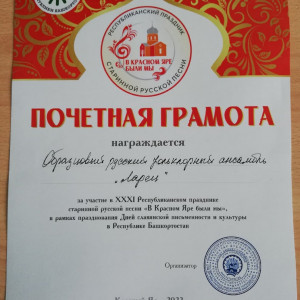 РЕСПУБЛИКАНСКИЙ ПРАЗДНИК
"В КРАСНОМ ЯРЕ
БЫЛИ МЫ"
СТАРИННОЙ РУССКОЙ ПЕСНИ
ПОЧЕТНАЯ ГРАМОТА
награждается
Образцовый русский фольклорный ансамбль
„Ларец"
за участие в XXXI Республиканском празднике
старинной русской песни «В Красном Яре были мы»,
в рамках празднования Дней славянской письменности и культуры
в Республике Башкортостан
Организатор